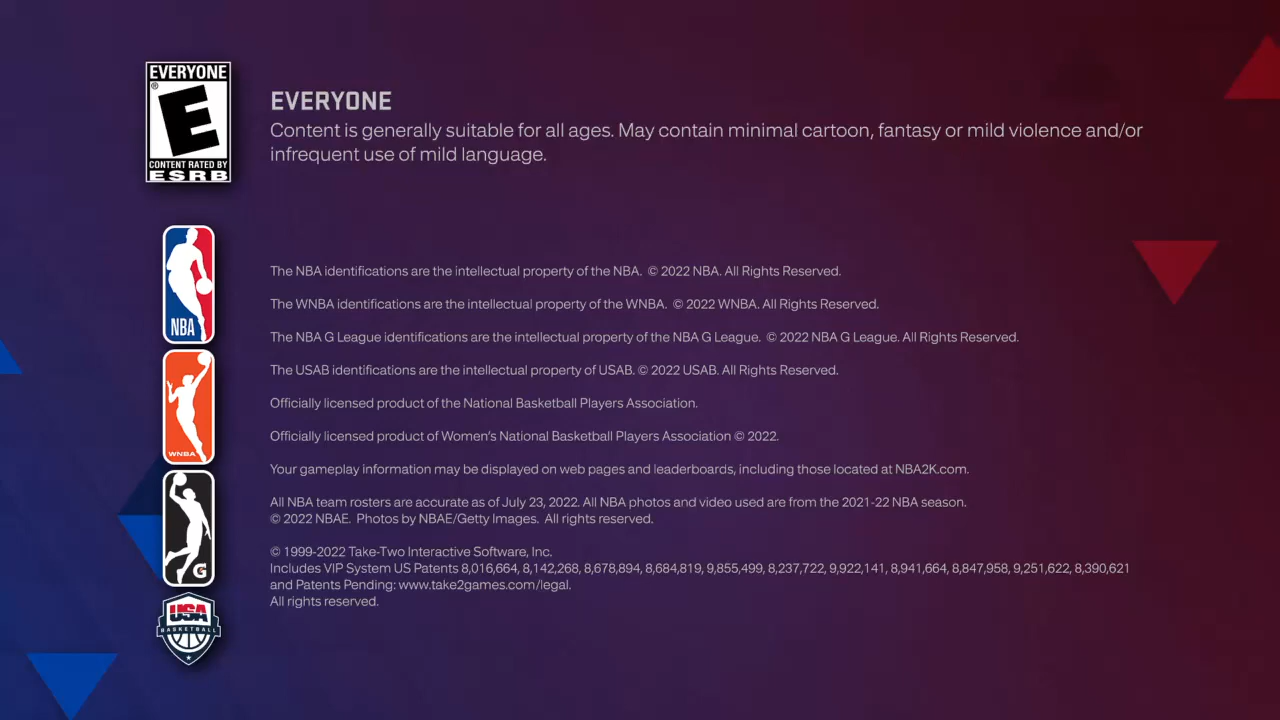 EVERYONE
E
CONTENT RATED BY
ESRB
EVERYONE
Content is generally suitable for all ages. May contain minimal cartoon, fantasy or mild violence and/or
infrequent use of mild language.
NBA
The NBA identifications are the intellectual property of the NBA. © 2022 NBA. All Rights Reserved.
The WNBA identifications are the intellectual property of the WNBA. © 2022 WNBA. All Rights Reserved.
The NBA G League identifications are the intellectual property of the NBA G League. © 2022 NBA G League. All Rights Reserved.
The USAB identifications are the intellectual property of USAB. © 2022 USAB. All Rights Reserved.
Officially licensed product of the National Basketball Players Association.
WNBA
Officially licensed product of Women's National Basketball Players Association © 2022.
Your gameplay information may be displayed on web pages and leaderboards, including those located at NBA2K.com.
All NBA team rosters are accurate as of July 23, 2022. All NBA photos and video used are from the 2021-22 NBA season.
© 2022 NBAE. Photos by NBAE/Getty Images. All rights reserved.
G
© 1999-2022 Take-Two Interactive Software, Inc.
Includes VIP System US Patents 8,016,664, 8,142,268, 8,678,894, 8,684,819, 9,855,499, 8,237,722, 9,922,141, 8,941,664, 8,847,958, 9,251,622, 8,390,621
and Patents Pending: www.take2games.com/legal.
All rights reserved.
USA
BASKETBALL